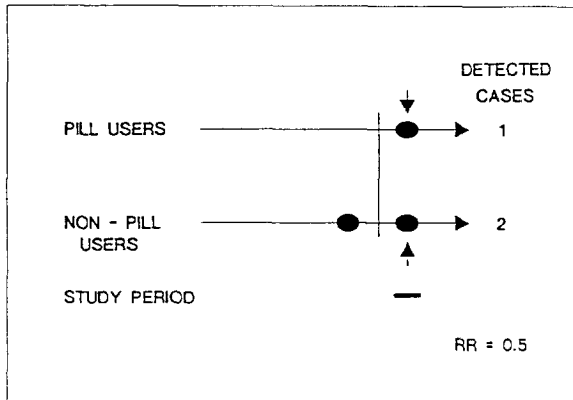 DETECTED
CASES
PILL USERS
1
NON - PILL
USERS
2
STUDY PERIOD
RR = 0.5